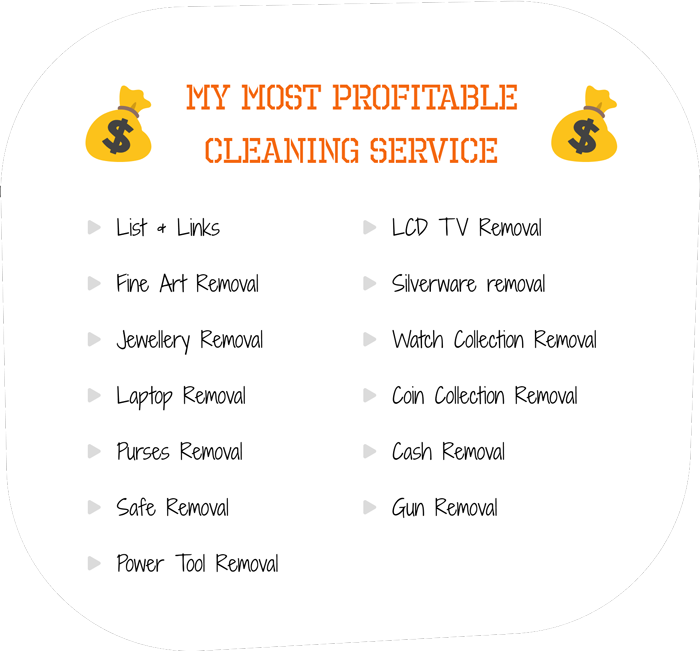 MY MOST PROFITABLE
CLEANING SERVICE
$
$
List & Links
Fine Art Removal
Jewellery Removal
Laptop Removal
Purses Removal
Safe Removal
Power Tool Removal
LCD TV Removal
Silverware removal
Watch Collection Removal
Coin Collection Removal
Cash Removal
Gun Removal